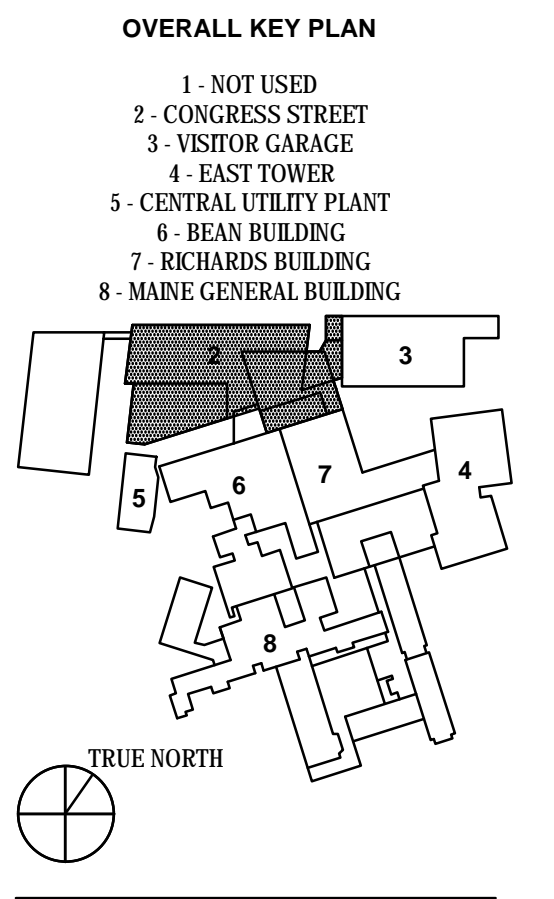 OVERALL KEY PLAN
1 - NOT USED
2 - CONGRESS STREET
3 - VISITOR GARAGE
4 - EAST TOWER
5 - CENTRAL UTILITY PLANT
6 - BEAN BUILDING
7 - RICHARDS BUILDING
8 - MAINE GENERAL BUILDING
2
3
7
4
6
5
8
TRUE NORTH